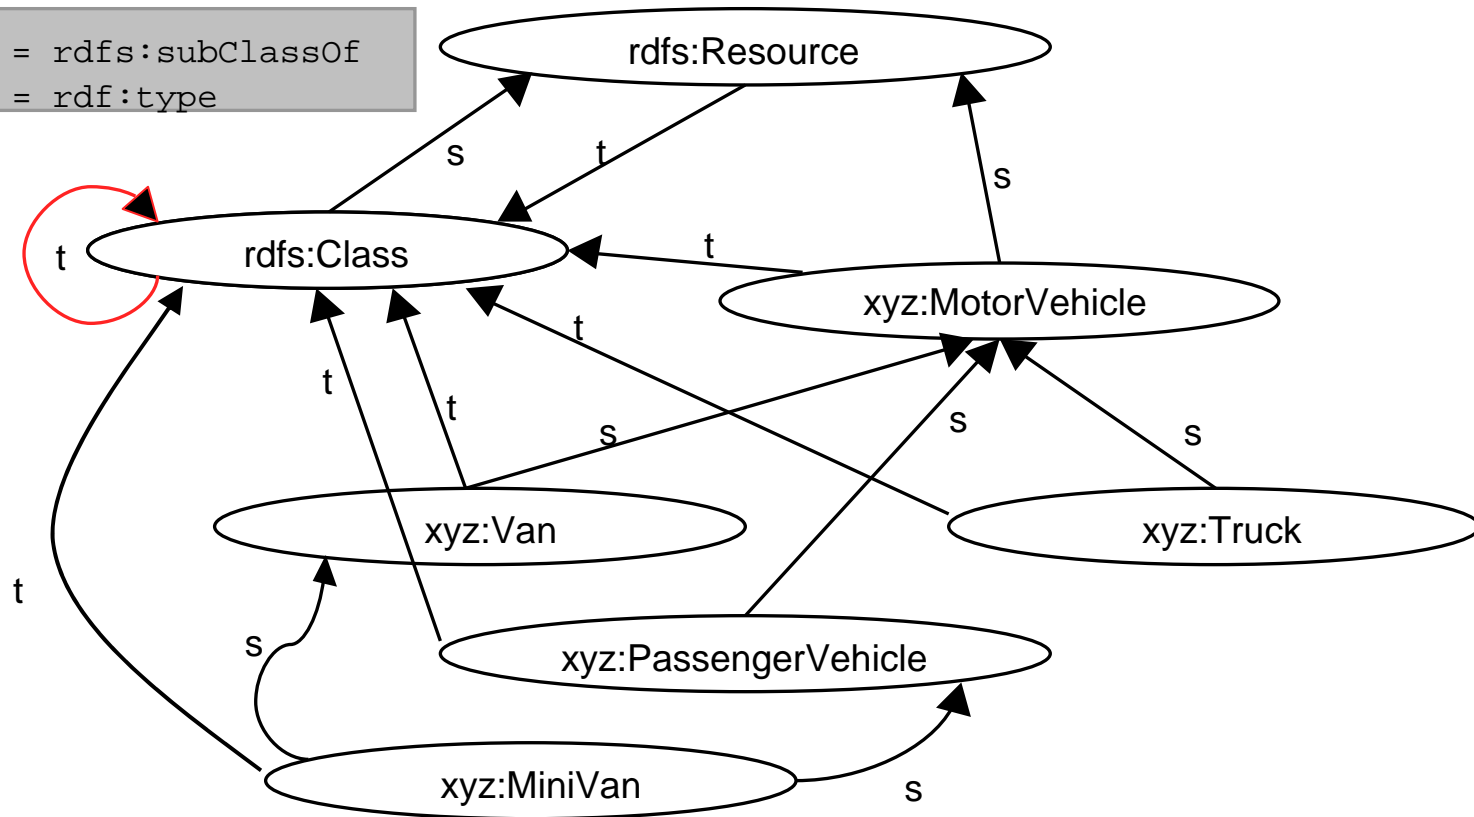 = rdfs:subClassOf
= rdf:type
rdfs:Resource
s
t
s
rdfs:Class
t
t
xyz:MotorVehicle
t
t
t
s
s
s
xyz:Van
xyz:Truck
t
s
xyz:PassengerVehicle
xyz:MiniVan
s